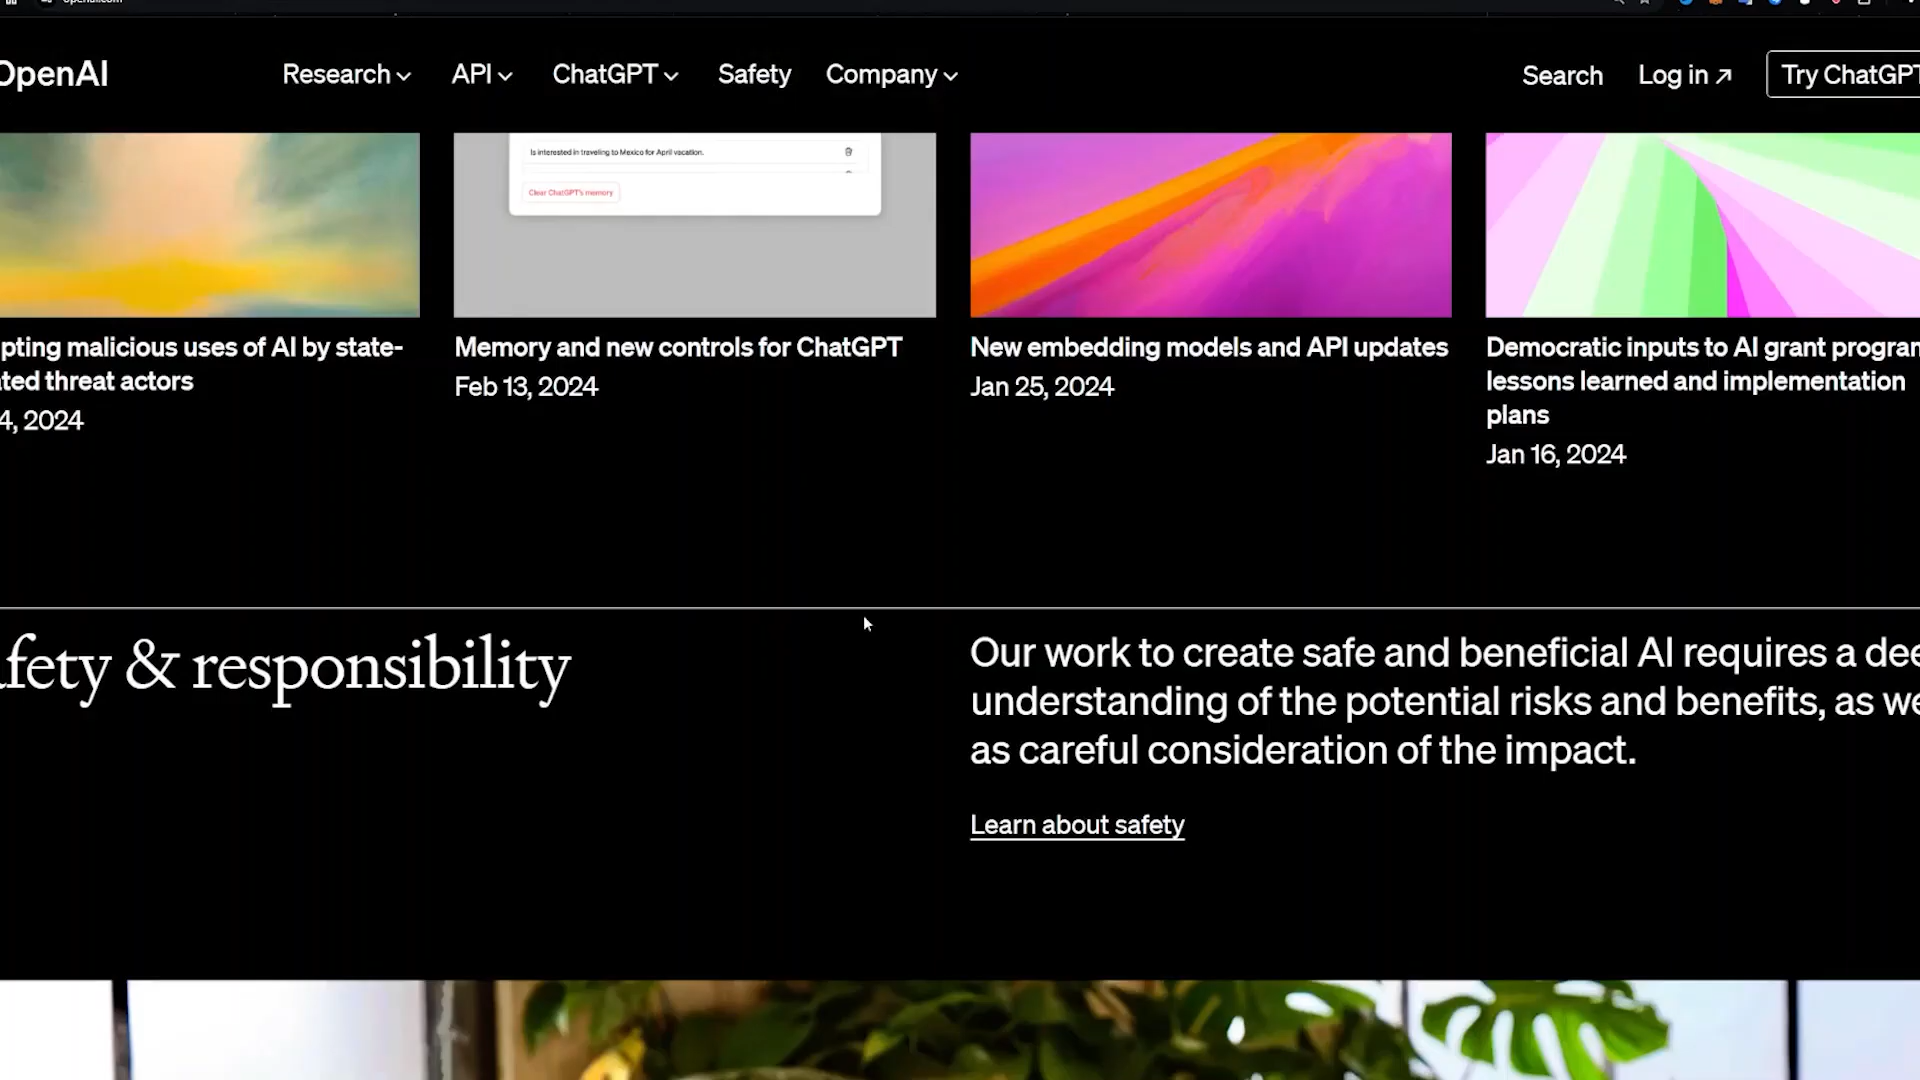 OpenAI Research API ChatGPT Safety Company Search Log in ↗ Try ChatGPT
Is interested in traveling to Mexico for April vacation.
Clear ChatGPT's memory
pting malicious uses of AI by state-
ted threat actors
4, 2024
Memory and new controls for ChatGPT
Feb 13, 2024
New embedding models and API updates
Jan 25, 2024
Democratic inputs to AI grant program
lessons learned and implementation
plans
Jan 16, 2024
fety & responsibility
Our work to create safe and beneficial AI requires a dee
understanding of the potential risks and benefits, as we
as careful consideration of the impact.
Learn about safety